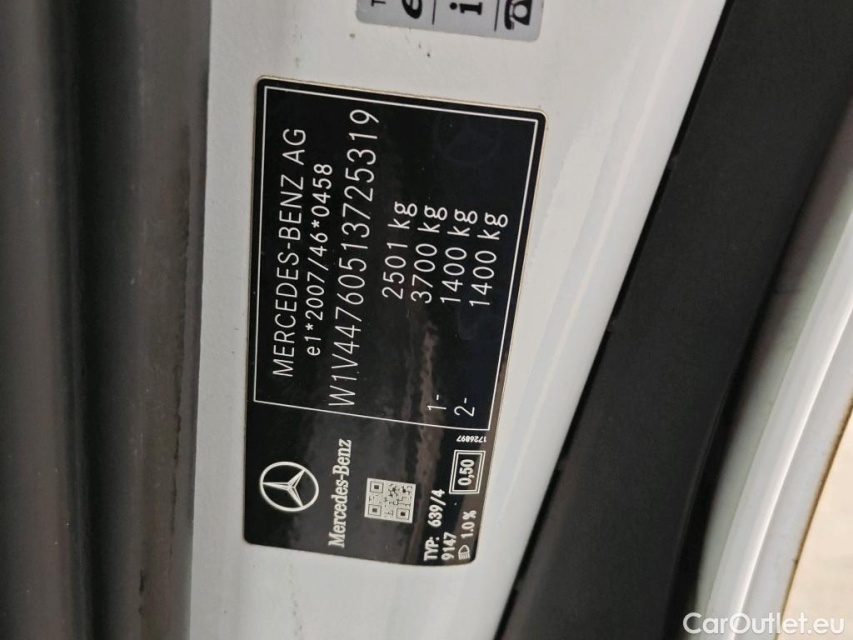 MERCEDES-BENZ AG
e1*2007/46*0458
W1V44760513725319
2501 kg
3700 kg
1- 1400 kg
2- 1400 kg
Mercedes-Benz
TYP: 639/4
9147
1.0%
0,50
1726897
CarOutlet.eu